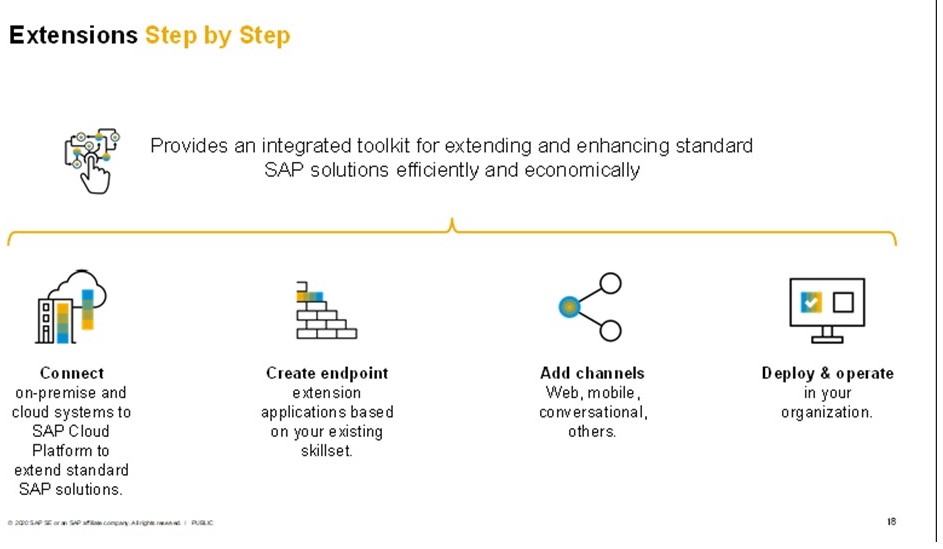 Extensions Step by Step
Provides an integrated toolkit for extending and enhancing standard
SAP solutions efficiently and economically
Connect
on-premise and
cloud systems to
SAP Cloud
Platform to
extend standard
SAP solutions.
Create endpoint
extension
applications based
on your existing
skillset.
Add channels
Web, mobile,
conversational,
others.
Deploy & operate
in your
organization.
© 2020 SAP SE or an SAP affiliate company. All rights reserved. | PUBLIC
18